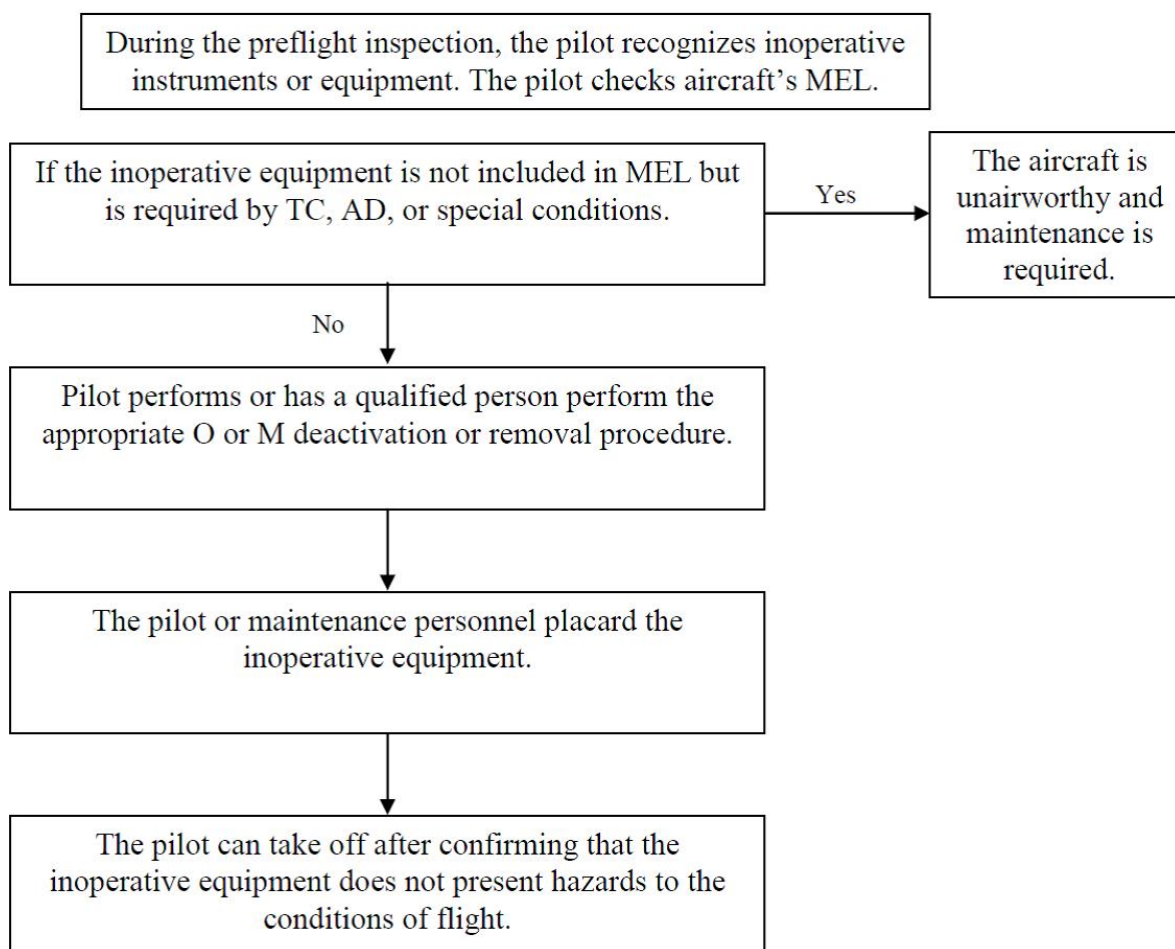 During the preflight inspection, the pilot recognizes inoperative
instruments or equipment. The pilot checks aircraft’s MEL.
If the inoperative equipment is not included in MEL but
is required by TC, AD, or special conditions.
Yes
The aircraft is
unairworthy and
maintenance is
required.
No
Pilot performs or has a qualified person perform the
appropriate O or M deactivation or removal procedure.
The pilot or maintenance personnel placard the
inoperative equipment.
The pilot can take off after confirming that the
inoperative equipment does not present hazards to the
conditions of flight.